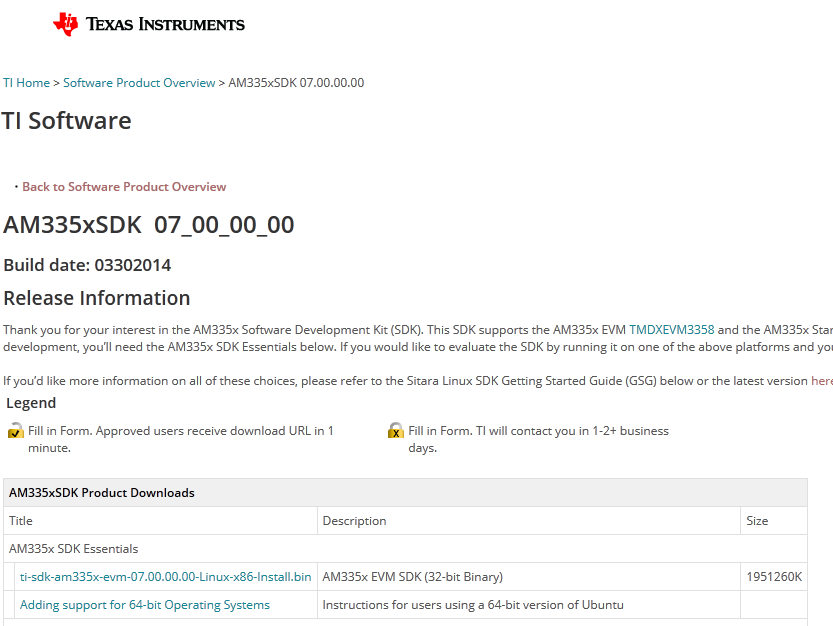 TEXAS INSTRUMENTS
TI Home > Software Product Overview > AM335xSDK 07.00.00.00
TI Software
· Back to Software Product Overview
AM335xSDK 07_00_00_00
Build date: 03302014
Release Information
Thank you for your interest in the AM335x Software Development Kit (SDK). This SDK supports the AM335x EVM TMDXEVM3358 and the AM335x Star
development, you'll need the AM335x SDK Essentials below. If you would like to evaluate the SDK by running it on one of the above platforms and yo
If you'd like more information on all of these choices, please refer to the Sitara Linux SDK Getting Started Guide (GSG) below or the latest version here
Legend
Fill in Form. Approved users receive download URL in 1
minute.
Fill in Form. TI will contact you in 1-2+ business
days.
AM335xSDK Product Downloads
Title Description Size
AM335x SDK Essentials
ti-sdk-am335x-evm-07.00.00.00-Linux-x86-Install.bin AM335x EVM SDK (32-bit Binary) 1951260K
Adding support for 64-bit Operating Systems Instructions for users using a 64-bit version of Ubuntu